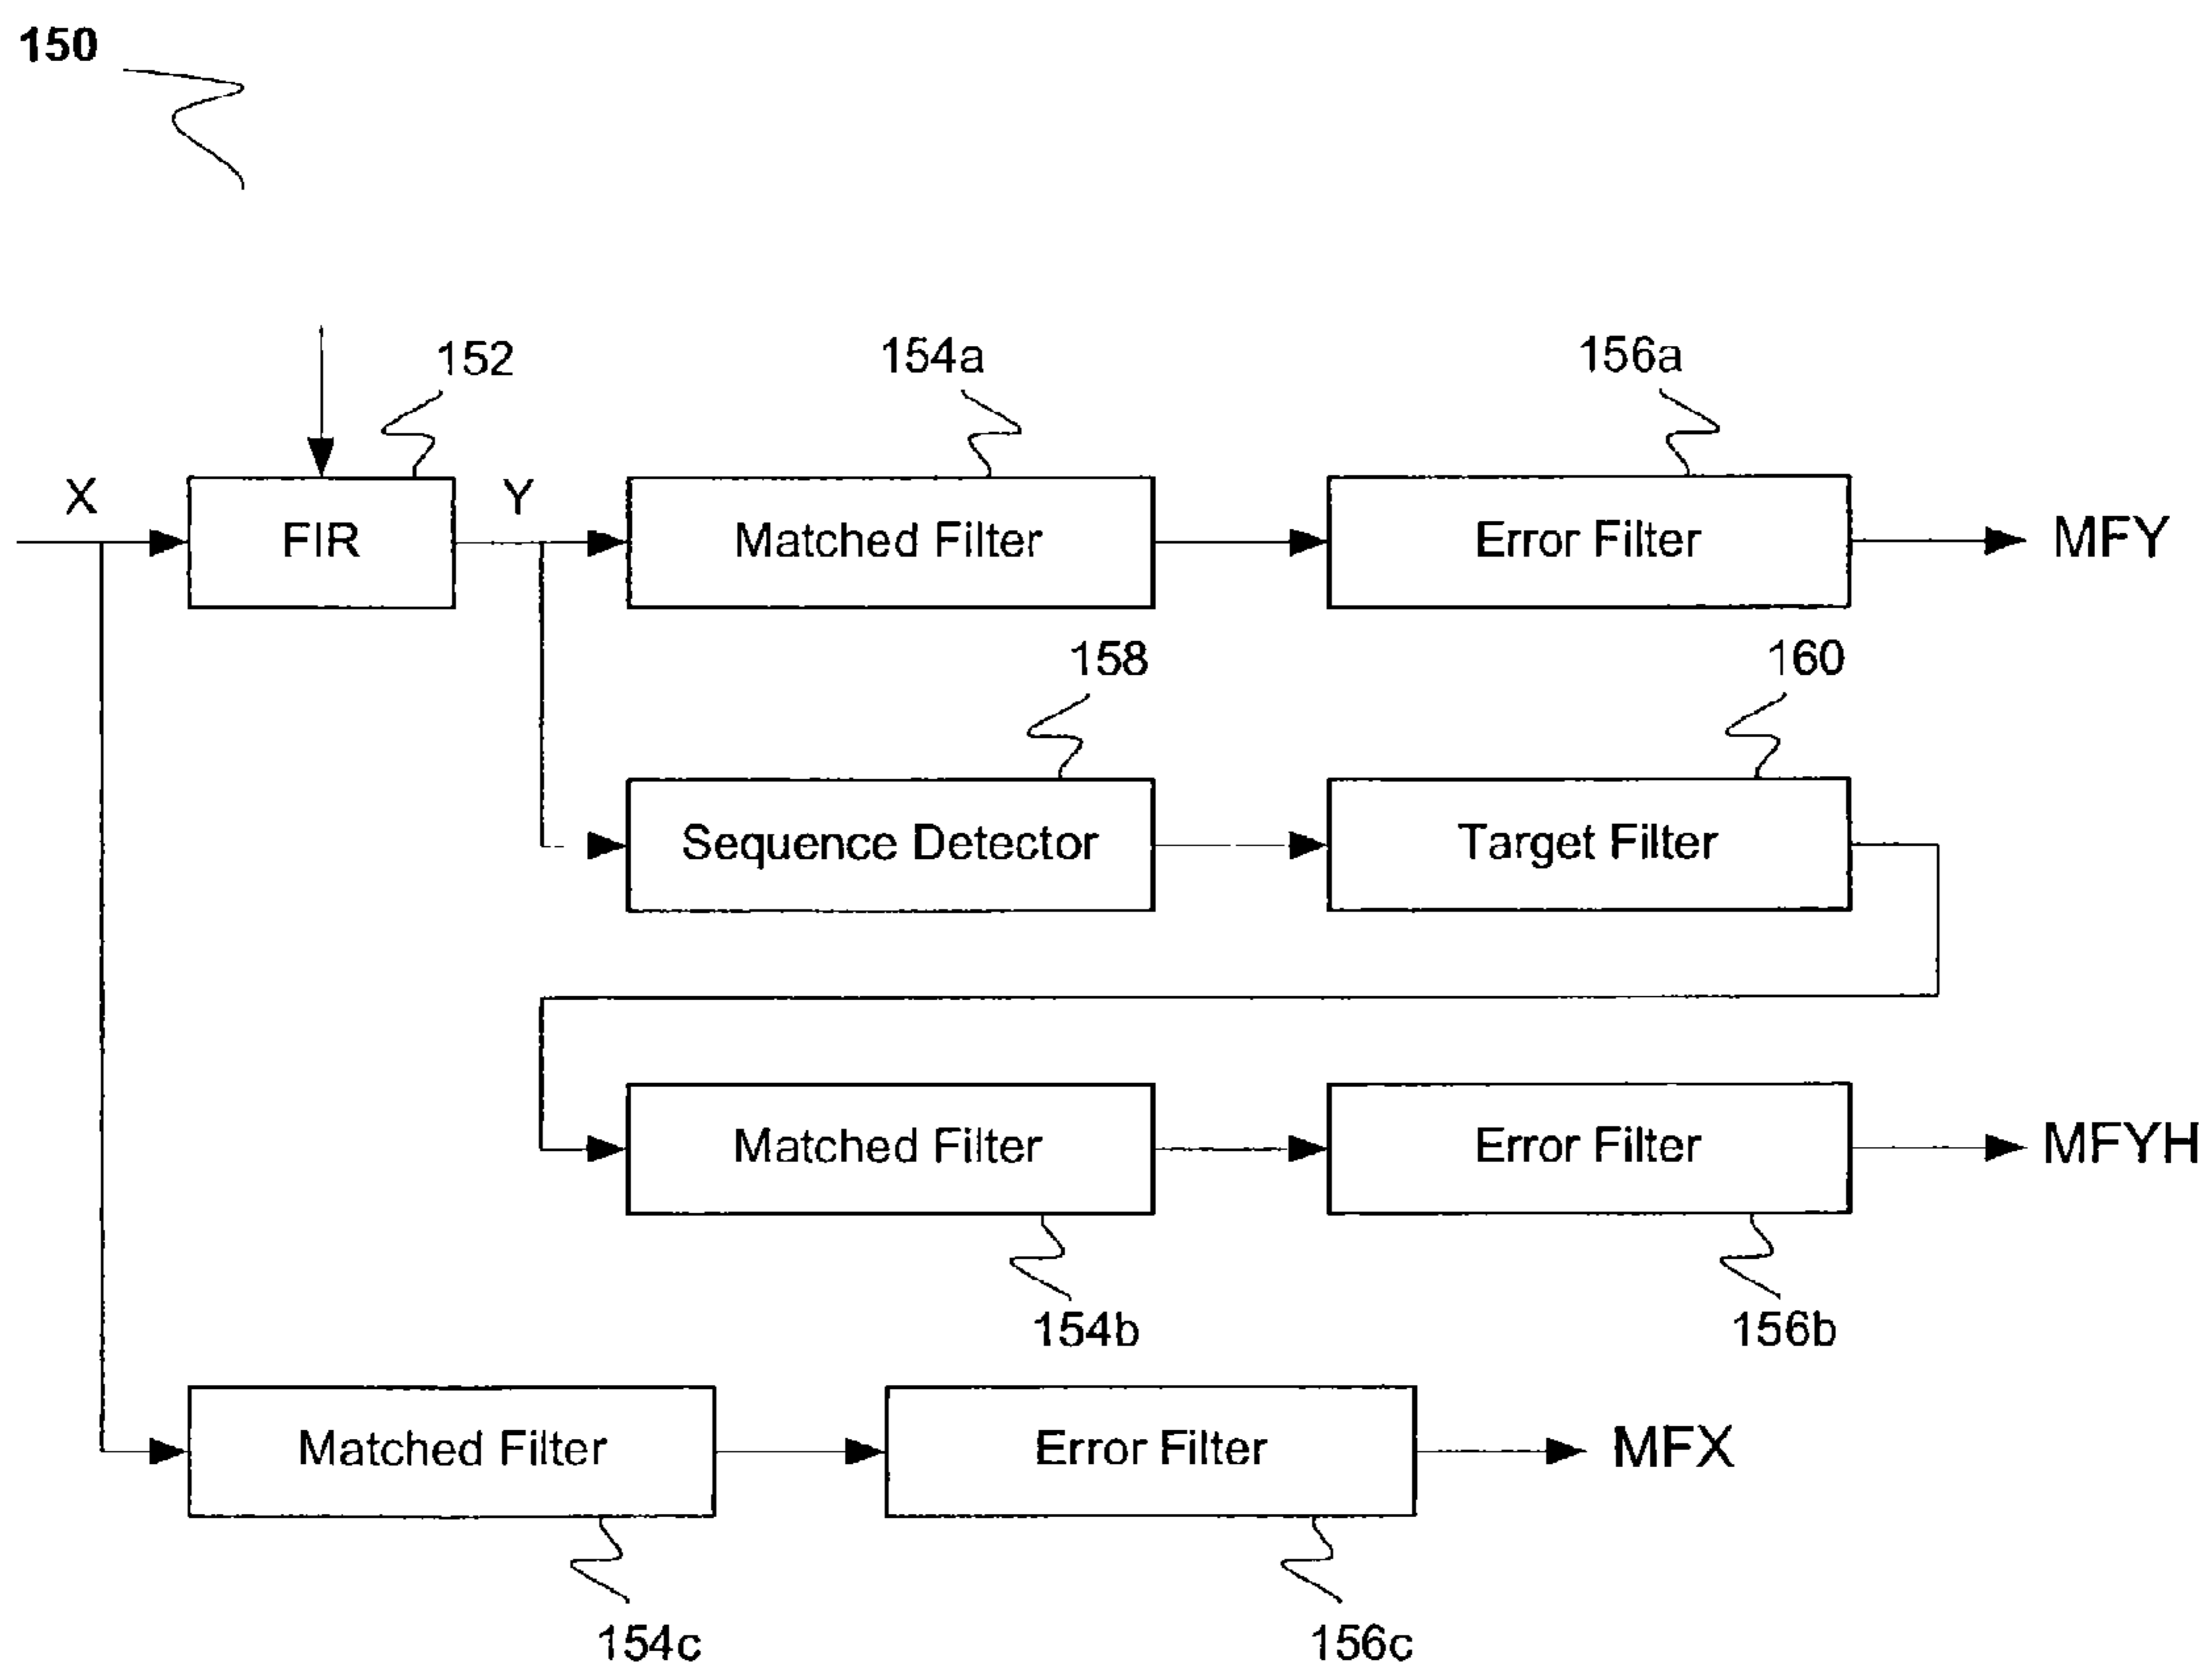 150
152
154a
156a
X
FIR
Y
Matched Filter
Error Filter
MFY
158
160
Sequence Detector
Target Filter
Matched Filter
Error Filter
MFYH
154b
156b
Matched Filter
Error Filter
MFX
154c
156c